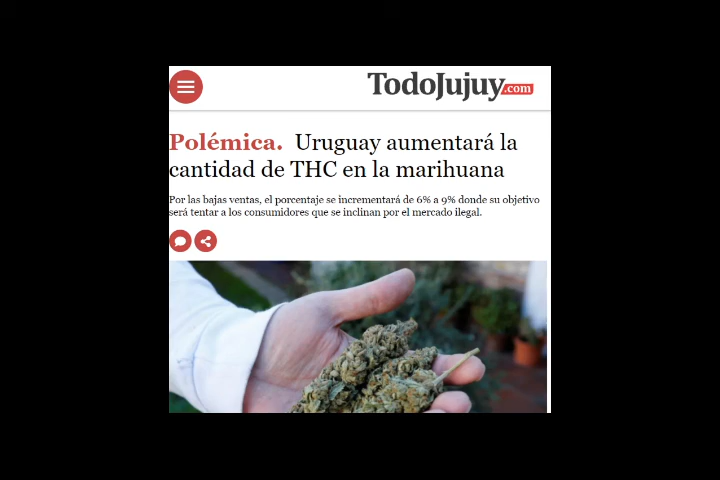 TodoJujuy.com
Polémica. Uruguay aumentará la
cantidad de THC en la marihuana
Por las bajas ventas, el porcentaje se incrementará de 6% a 9% donde su objetivo
será tentar a los consumidores que se inclinan por el mercado ilegal.